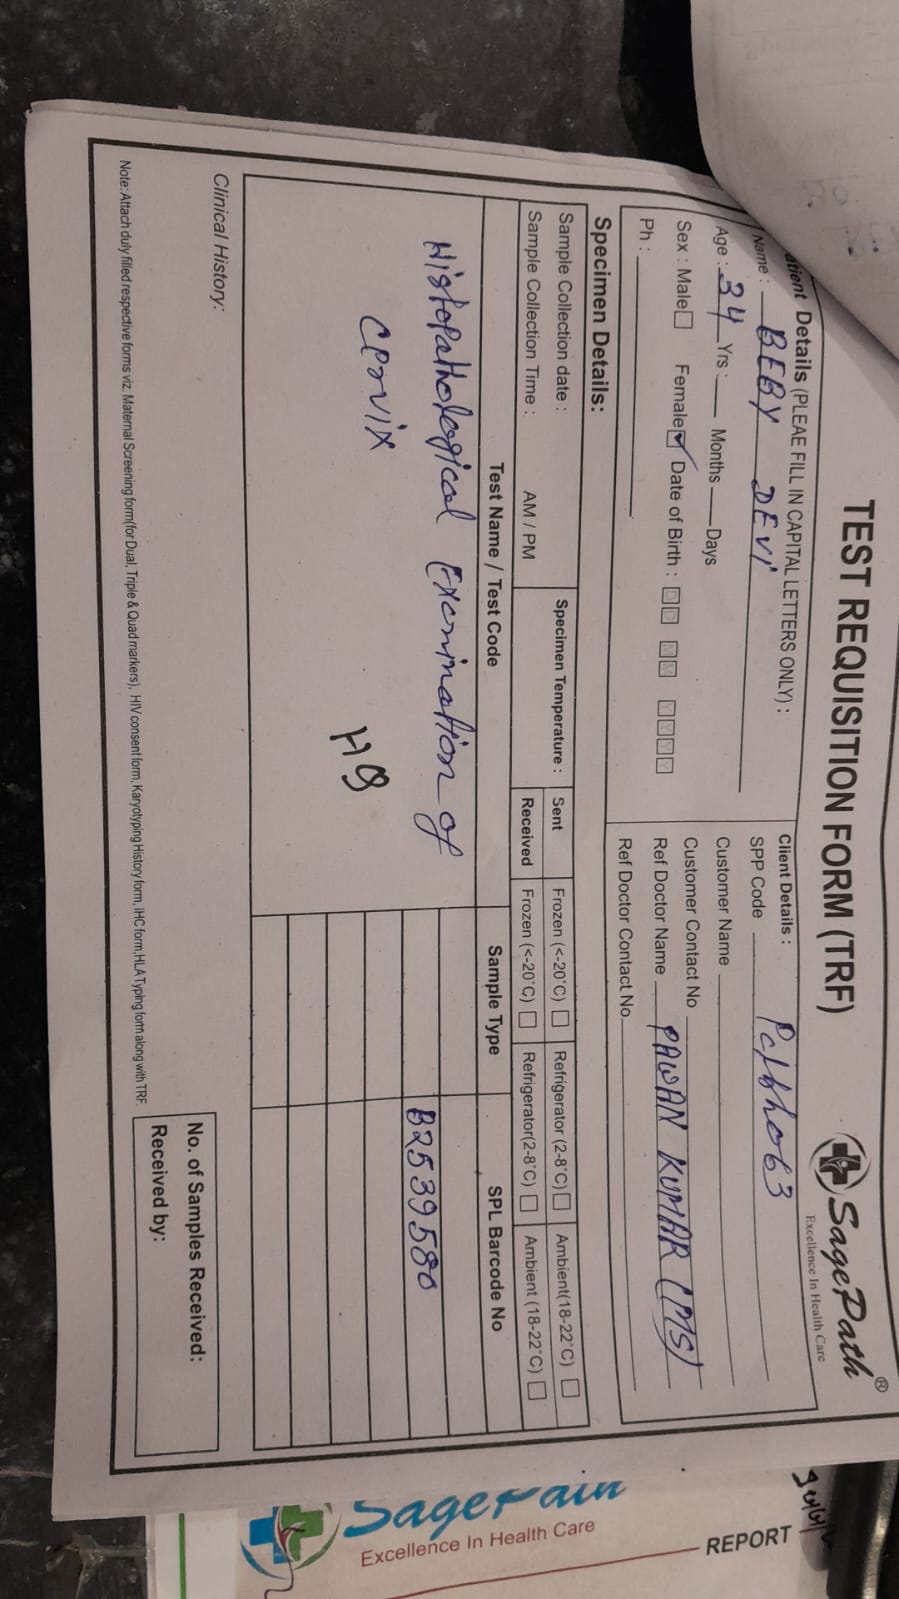 TEST REQUISITION FORM (TRF)
SagePath®
Excellence In Health Care
atient Details (PLEAE FILL IN CAPITAL LETTERS ONLY) :
Name : BEBY DEVI
Age : 34 Yrs : Months Days
Sex : Male Female ✓ Date of Birth : DD MM YYYY
Ph :
Client Details :
SPP Code
Customer Name
Customer Contact No
Ref Doctor Name PAWAN KUMAR (MS)
Ref Doctor Contact No
Specimen Details:
Sample Collection date :
Sample Collection Time : AM / PM
Specimen Temperature :
Sent Frozen (<-20°C) Refrigerator (2-8°C) Ambient(18-22°C)
Received Frozen (<-20°C) Refrigerator(2-8°C) Ambient (18-22°C)
Test Name / Test Code Sample Type SPL Barcode No
Histopathological Excmination of B2539580
Cervix
Clinical History:
No. of Samples Received:
Received by:
Note: Attach duly filled respective forms viz. Maternal Screening form(for Dual, Triple & Quad markers), HIV consent form, Karyotyping History form, IHC form,HLA Typing form along with TRF.
SagePath
Excellence In Health Care
REPORT